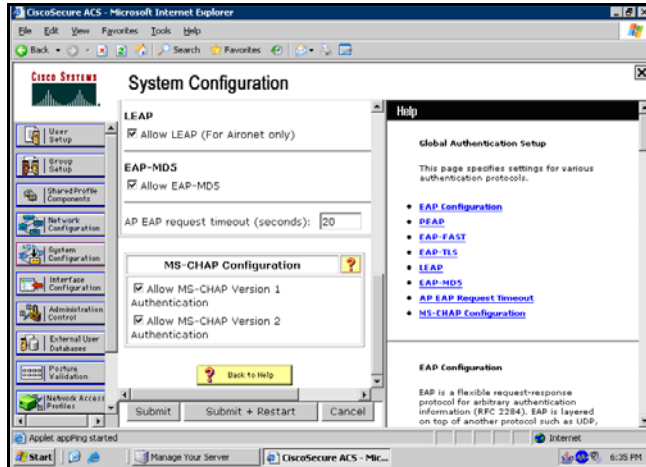 CiscoSecure ACS - Microsoft Internet Explorer
File Edit View Favorites Tools Help
Back Search Favorites
CISCO SYSTEMS
System Configuration
User Setup
Group Setup
Shared Profile Components
Network Configuration
System Configuration
Interface Configuration
Administration Control
External User Databases
Posture Validation
Network Access Profiles
LEAP
Allow LEAP (For Aironet only)
EAP-MD5
Allow EAP-MD5
AP EAP request timeout (seconds): 20
MS-CHAP Configuration
?
Allow MS-CHAP Version 1
Authentication
Allow MS-CHAP Version 2
Authentication
? Back to Help
Submit Submit + Restart Cancel
Help
Global Authentication Setup
This page specifies settings for various
authentication protocols.
EAP Configuration
PEAP
EAP-FAST
EAP-TLS
LEAP
EAP-MD5
AP EAP Request Timeout
MS-CHAP Configuration
EAP Configuration
EAP is a flexible request-response
protocol for arbitrary authentication
information (RFC 2284). EAP is layered
on top of another protocol such as UDP,
Applet appPing started
Internet
Start Manage Your Server CiscoSecure ACS - Mic... 6:35 PM